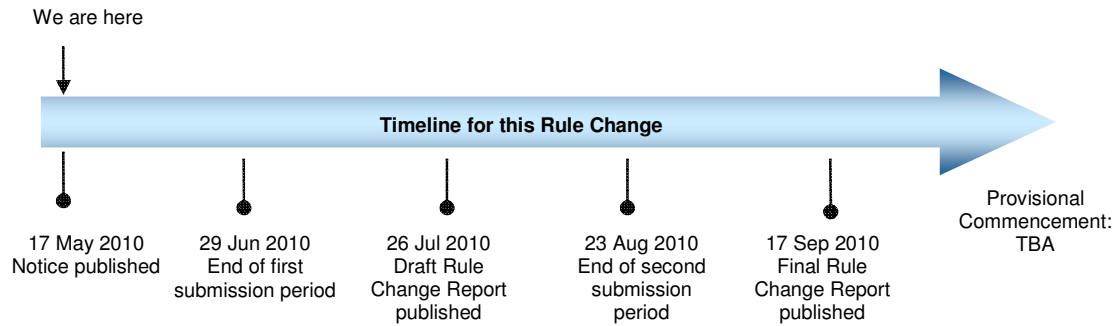 We are here
Timeline for this Rule Change
17 May 2010
Notice published
29 Jun 2010
End of first
submission period
26 Jul 2010
Draft Rule
Change Report
published
23 Aug 2010
End of second
submission
period
17 Sep 2010
Final Rule
Change Report
published
Provisional
Commencement:
TBA